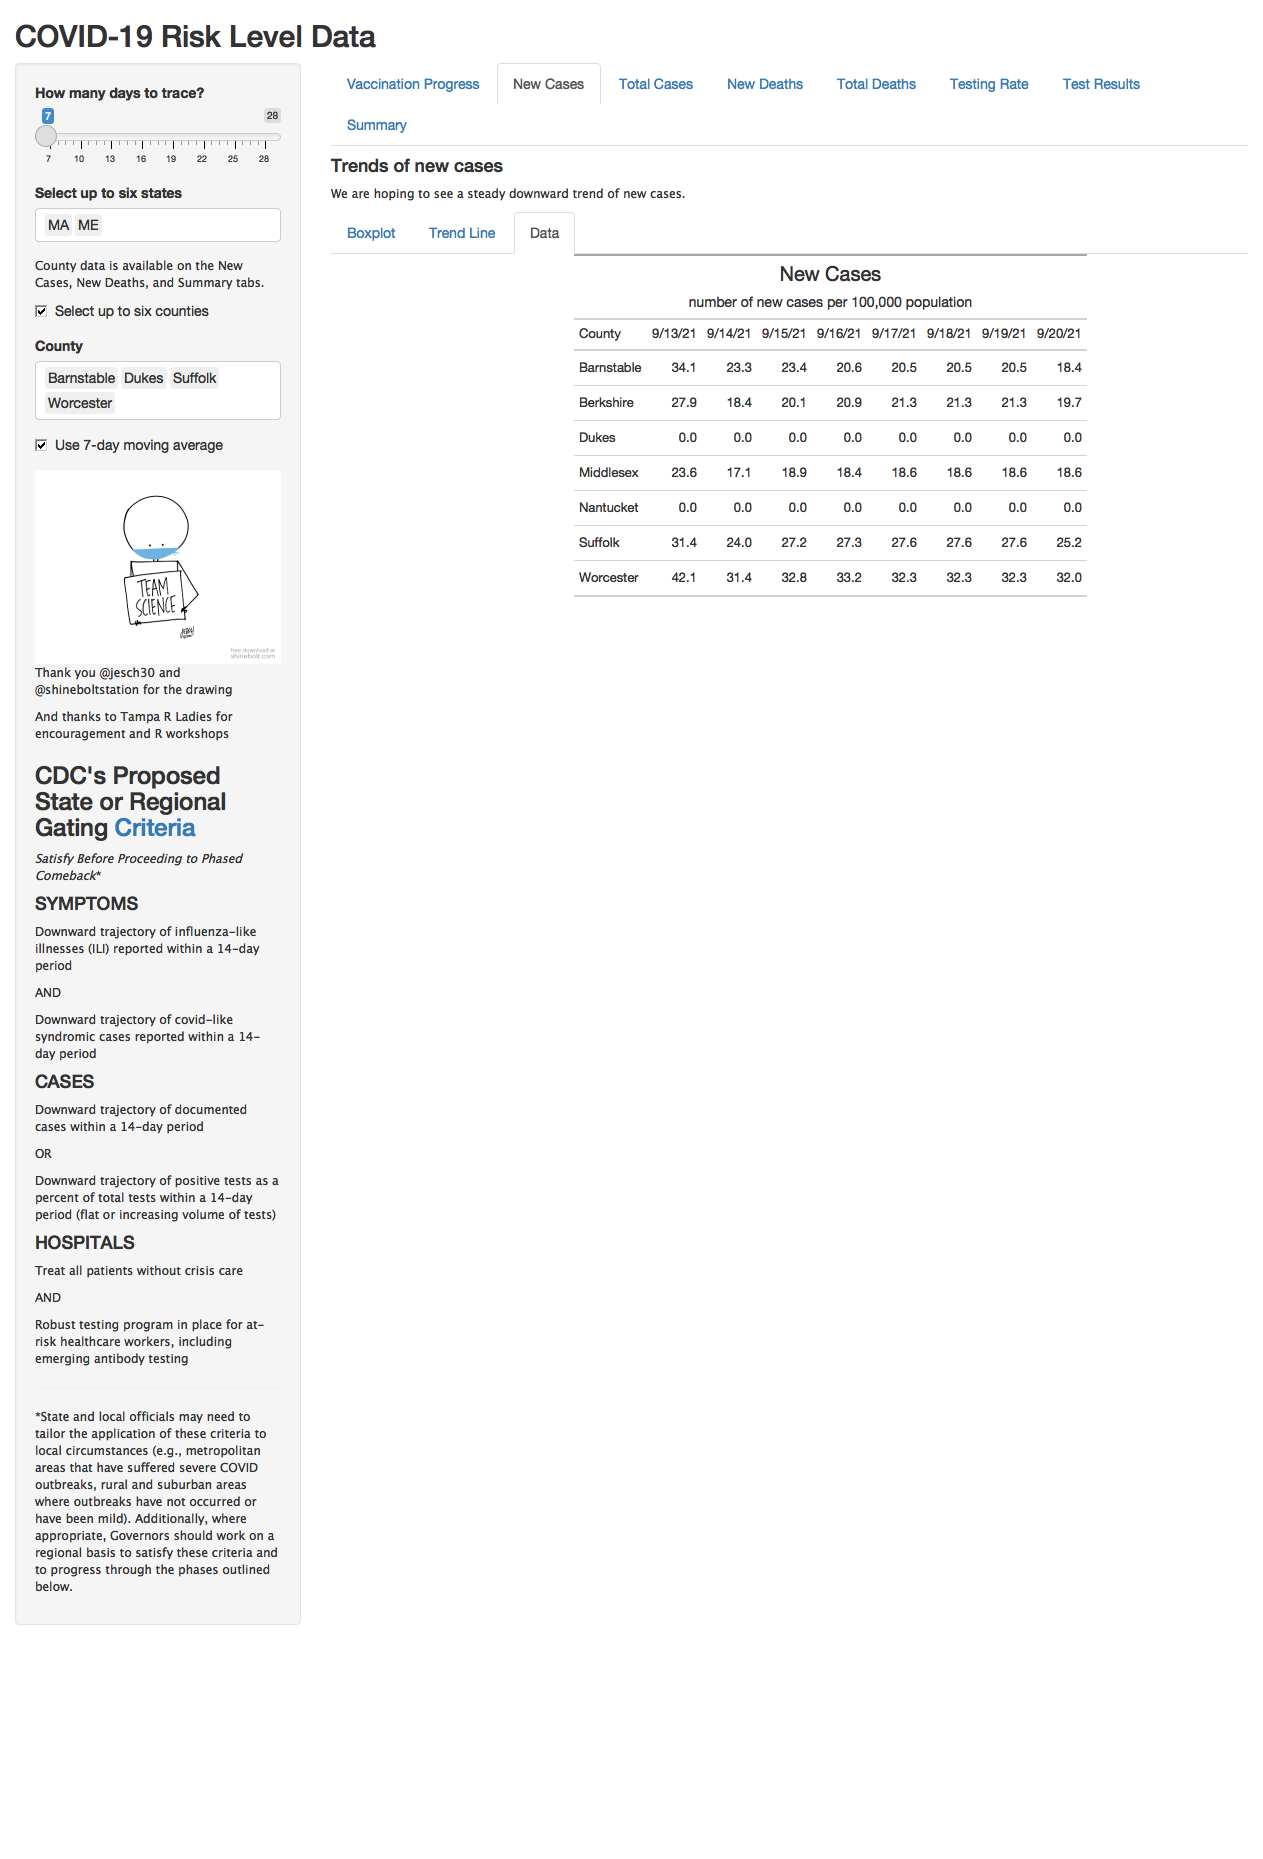 COVID-19 Risk Level Data
How many days to trace?
7 28
7 10 13 16 19 22 25 28
Select up to six states
MA ME
County data is available on the New
Cases, New Deaths, and Summary tabs.
Select up to six counties
County
Barnstable Dukes Suffolk
Worcester
Use 7-day moving average
TEAM
SCIENCE
free download at
shinebolt.com
Thank you @jesch30 and
@shineboltstation for the drawing
And thanks to Tampa R Ladies for
encouragement and R workshops
CDC's Proposed
State or Regional
Gating Criteria
Satisfy Before Proceeding to Phased
Comeback*
SYMPTOMS
Downward trajectory of influenza-like
illnesses (ILI) reported within a 14-day
period
AND
Downward trajectory of covid-like
syndromic cases reported within a 14-
day period
CASES
Downward trajectory of documented
cases within a 14-day period
OR
Downward trajectory of positive tests as a
percent of total tests within a 14-day
period (flat or increasing volume of tests)
HOSPITALS
Treat all patients without crisis care
AND
Robust testing program in place for at-
risk healthcare workers, including
emerging antibody testing
*State and local officials may need to
tailor the application of these criteria to
local circumstances (e.g., metropolitan
areas that have suffered severe COVID
outbreaks, rural and suburban areas
where outbreaks have not occurred or
have been mild). Additionally, where
appropriate, Governors should work on a
regional basis to satisfy these criteria and
to progress through the phases outlined
below.
Vaccination Progress New Cases Total Cases New Deaths Total Deaths Testing Rate Test Results
Summary
Trends of new cases
We are hoping to see a steady downward trend of new cases.
Boxplot Trend Line Data
New Cases
number of new cases per 100,000 population
County 9/13/21 9/14/21 9/15/21 9/16/21 9/17/21 9/18/21 9/19/21 9/20/21
Barnstable 34.1 23.3 23.4 20.6 20.5 20.5 20.5 18.4
Berkshire 27.9 18.4 20.1 20.9 21.3 21.3 21.3 19.7
Dukes 0.0 0.0 0.0 0.0 0.0 0.0 0.0 0.0
Middlesex 23.6 17.1 18.9 18.4 18.6 18.6 18.6 18.6
Nantucket 0.0 0.0 0.0 0.0 0.0 0.0 0.0 0.0
Suffolk 31.4 24.0 27.2 27.3 27.6 27.6 27.6 25.2
Worcester 42.1 31.4 32.8 33.2 32.3 32.3 32.3 32.0